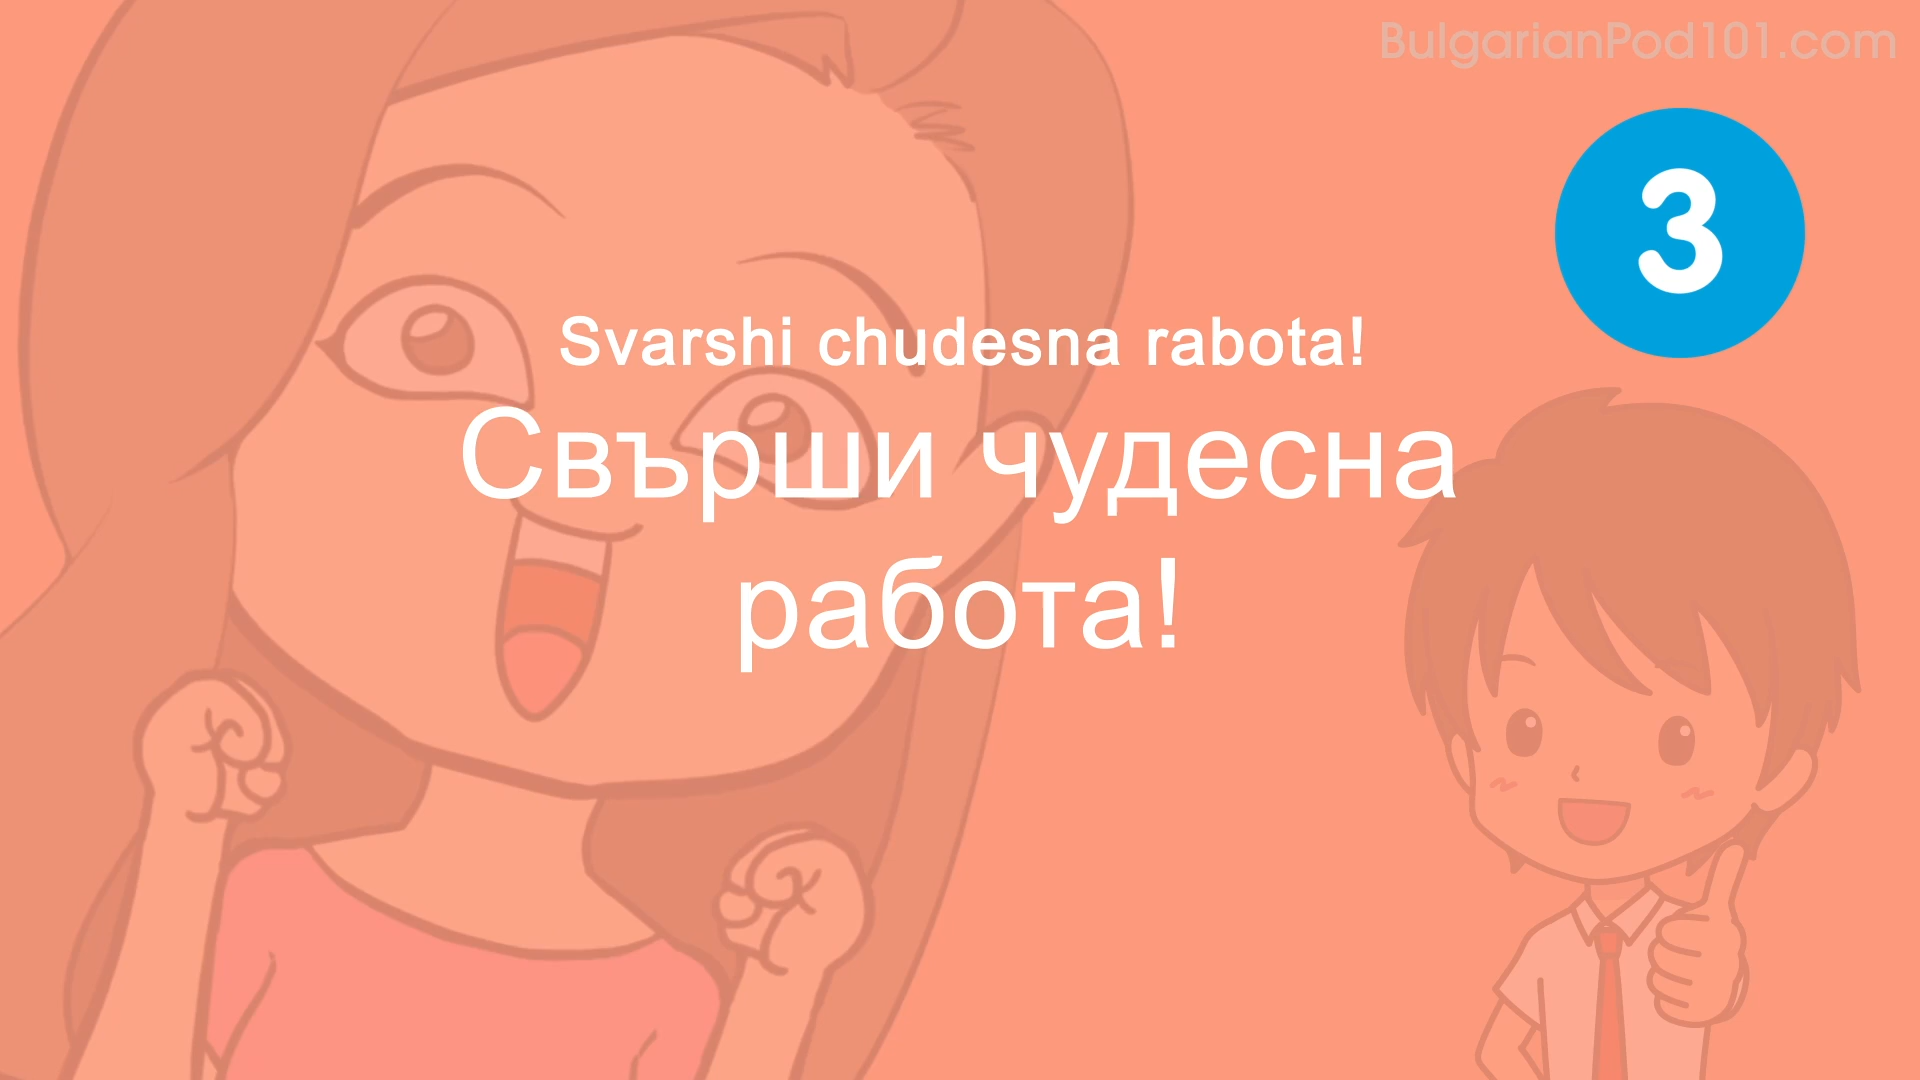 BulgarianPod101.com
3
Svarshi chudesna rabota!
Свърши чудесна
работа!